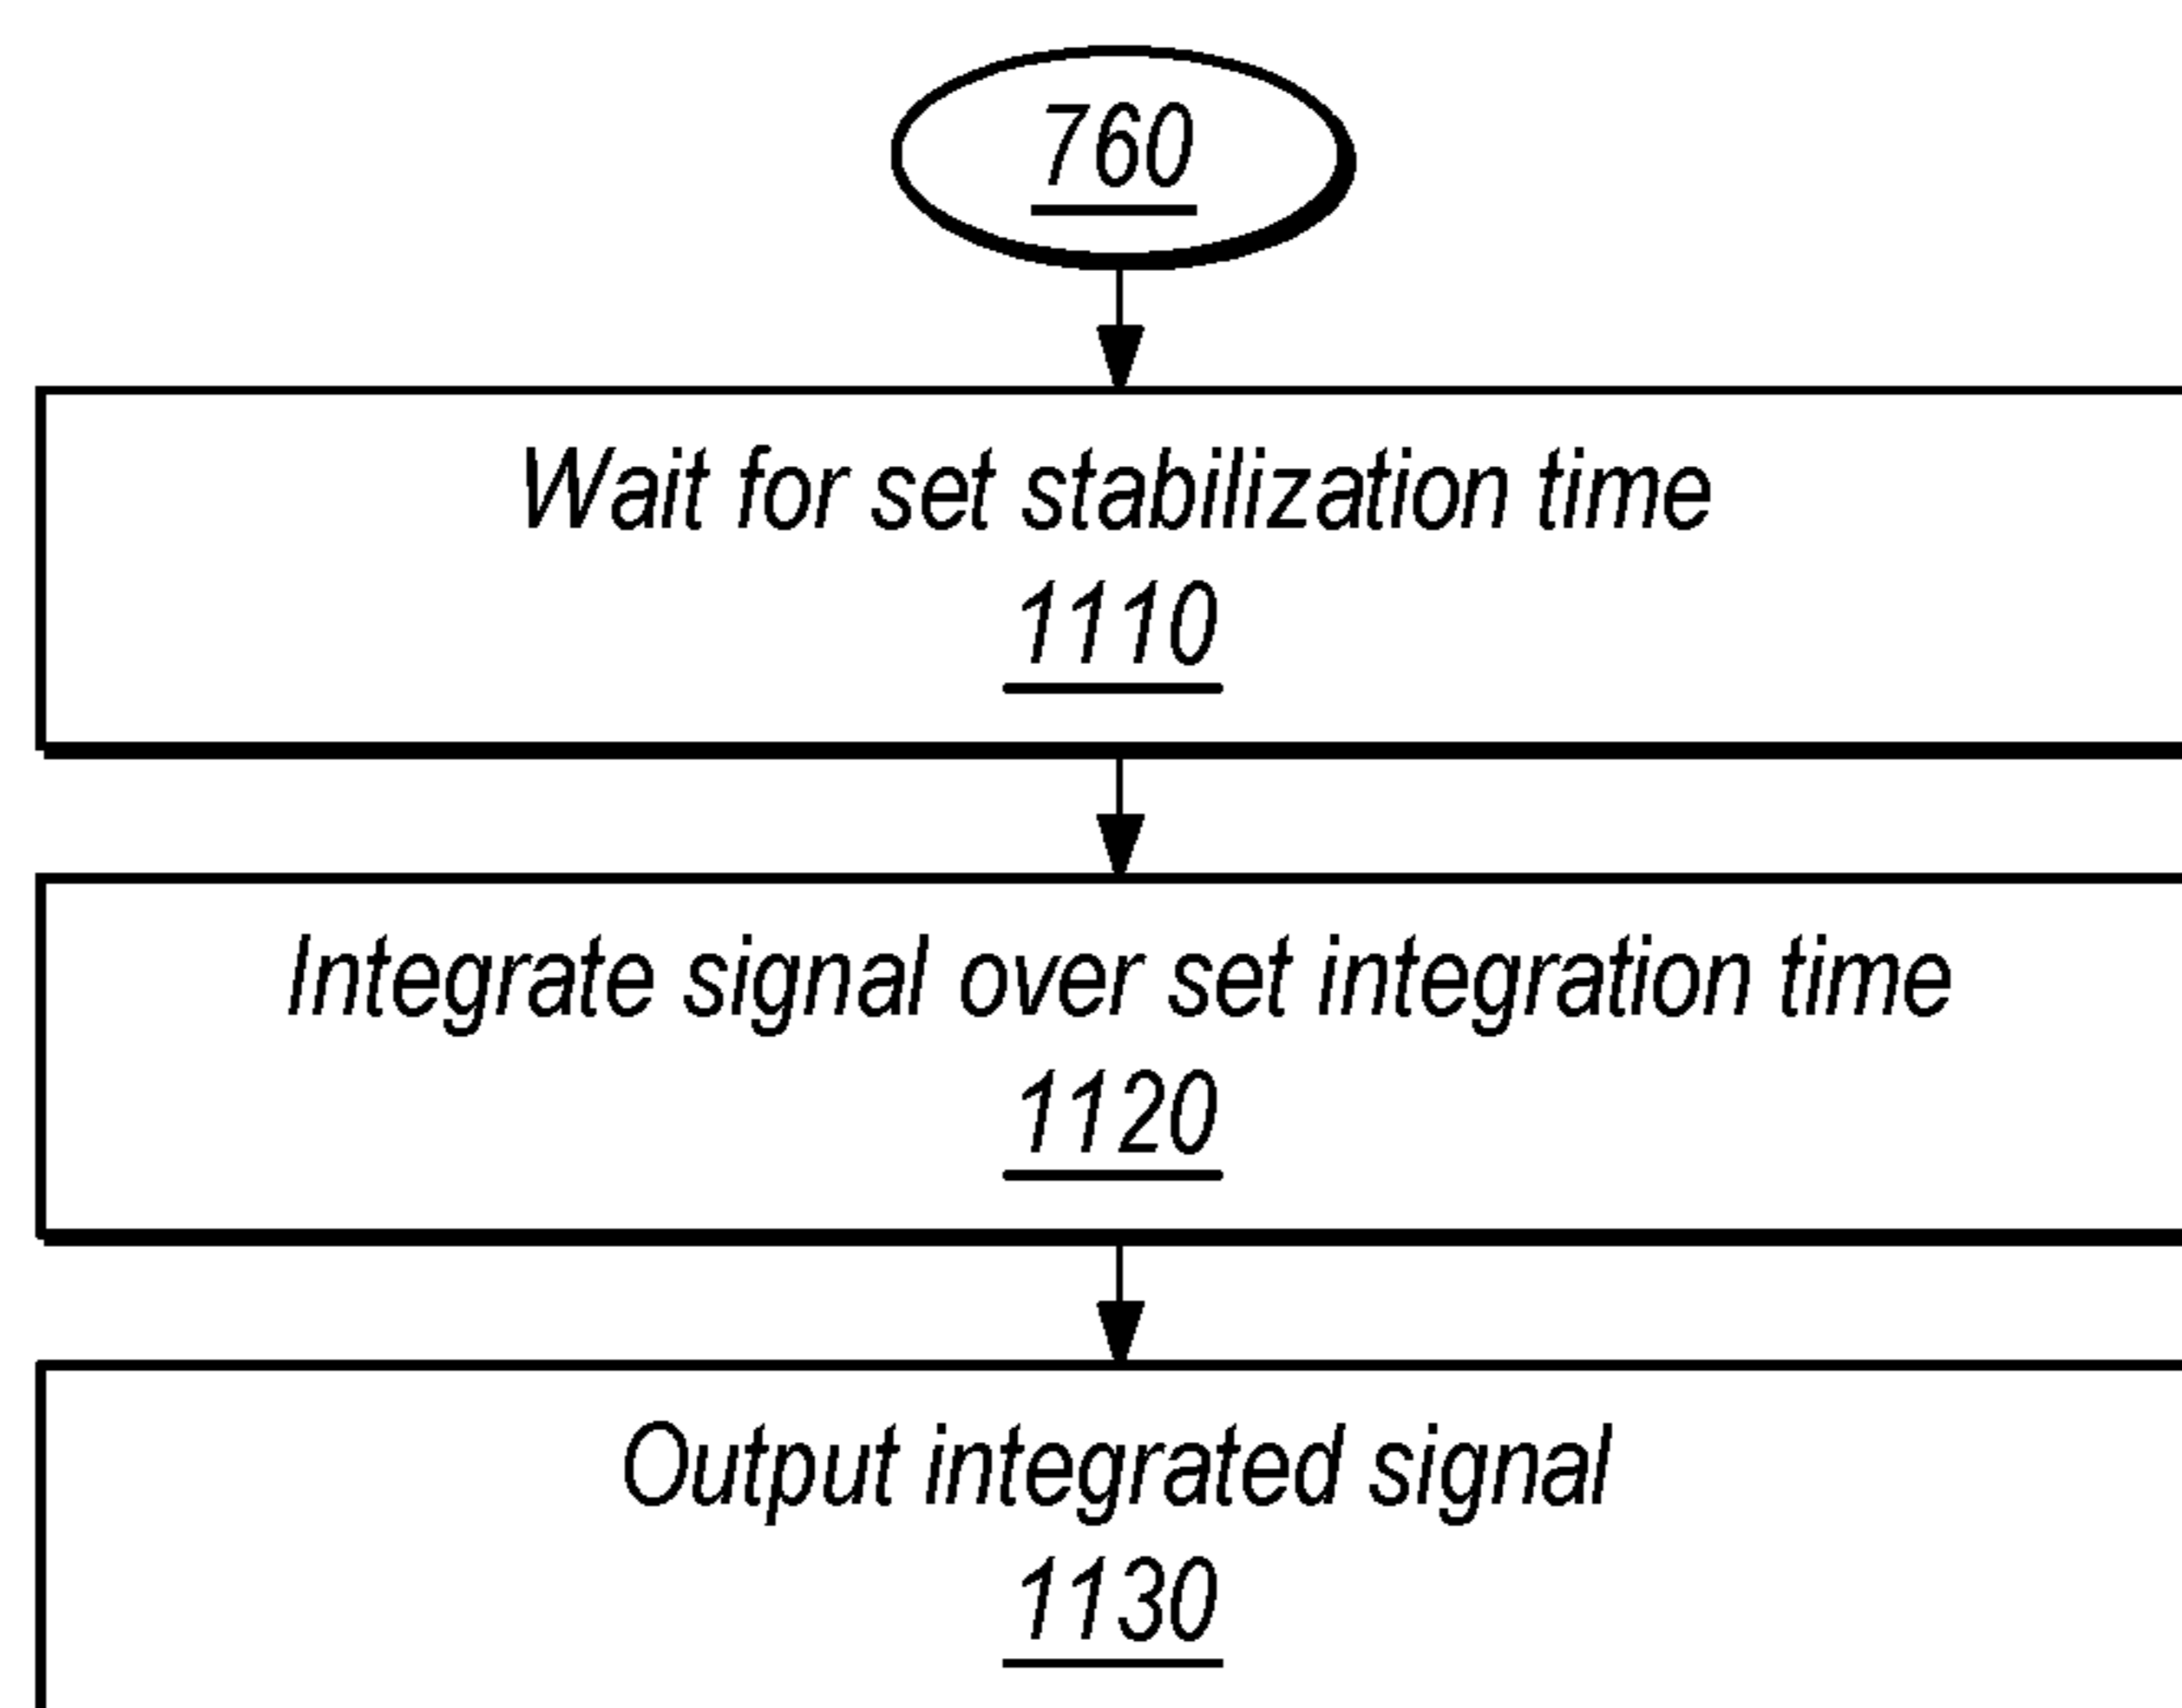 760
Wait for set stabilization time
1110
Integrate signal over set integration time
1120
Output integrated signal
1130